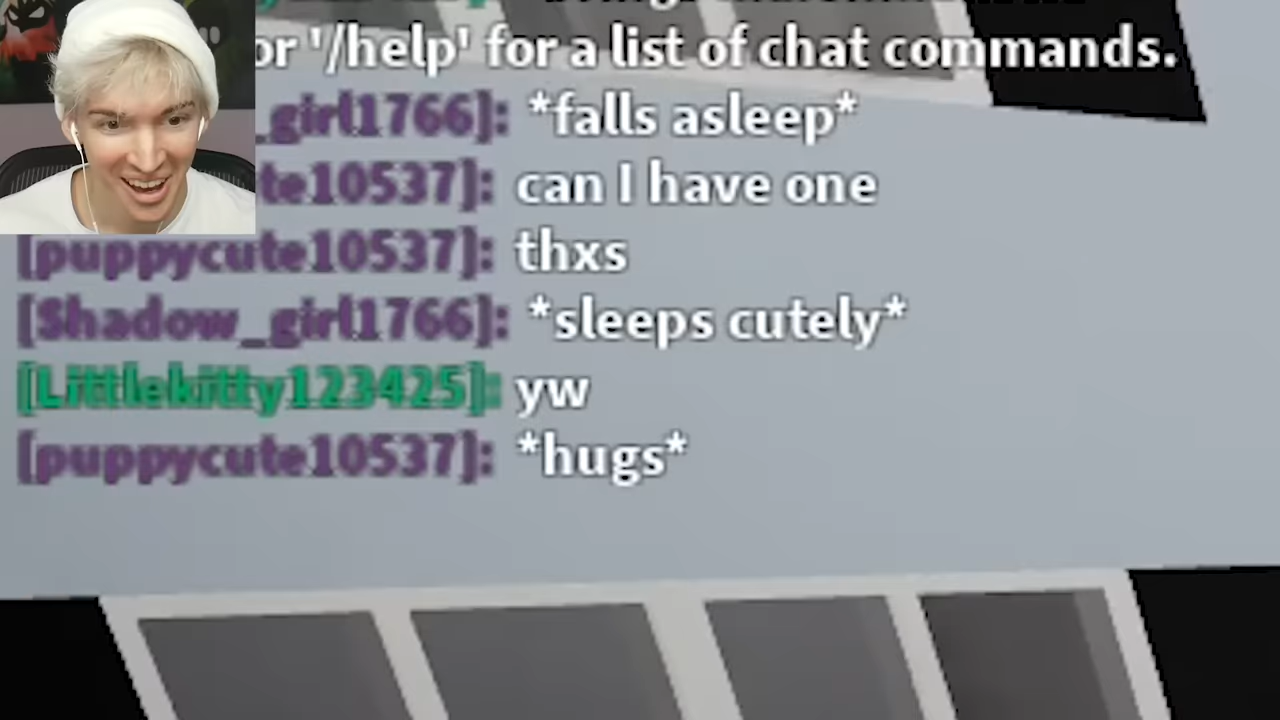 or '/help' for a list of chat commands.
_girl1766]: *falls asleep*
te10537]: can I have one
[puppycute10537]: thxs
[Shadow_girl1766]: *sleeps cutely*
[Littlekitty123425]: yw
[puppycute10537]: *hugs*